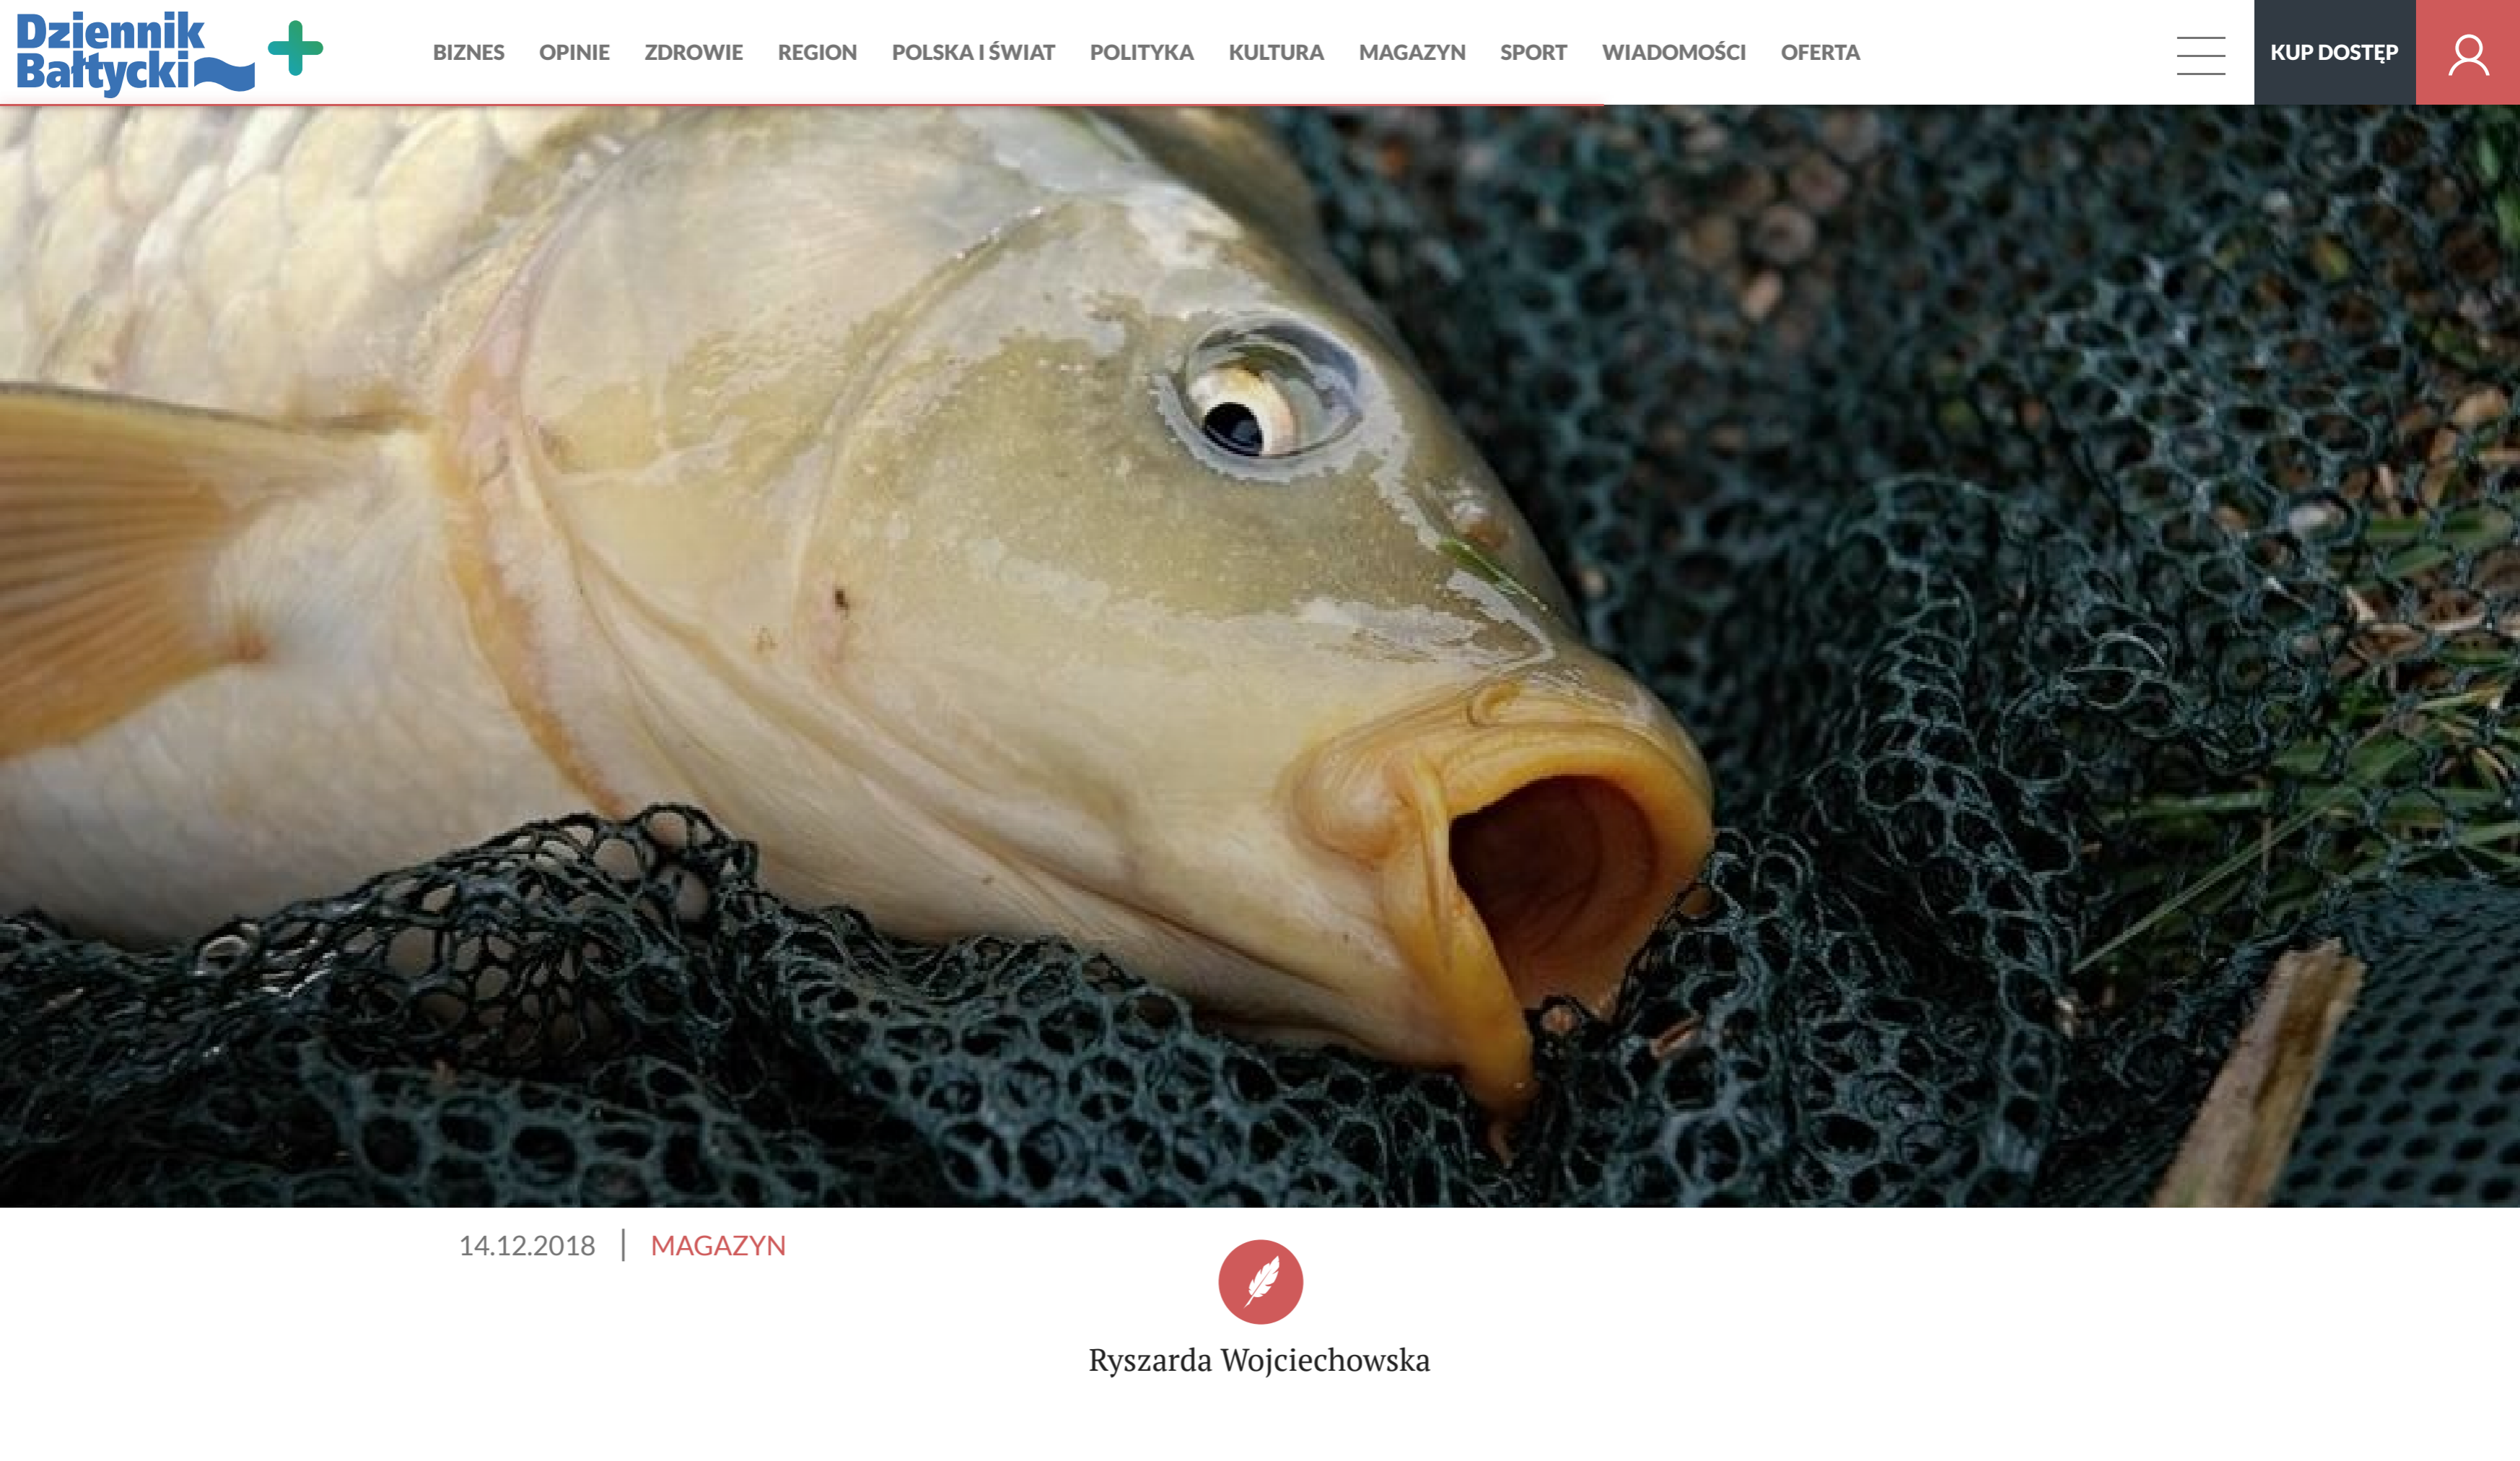 Dziennik
Bałtycki
BIZNES OPINIE ZDROWIE REGION POLSKA I ŚWIAT POLITYKA KULTURA MAGAZYN SPORT WIADOMOŚCI OFERTA KUP DOSTĘP
14.12.2018 | MAGAZYN
Ryszarda Wojciechowska